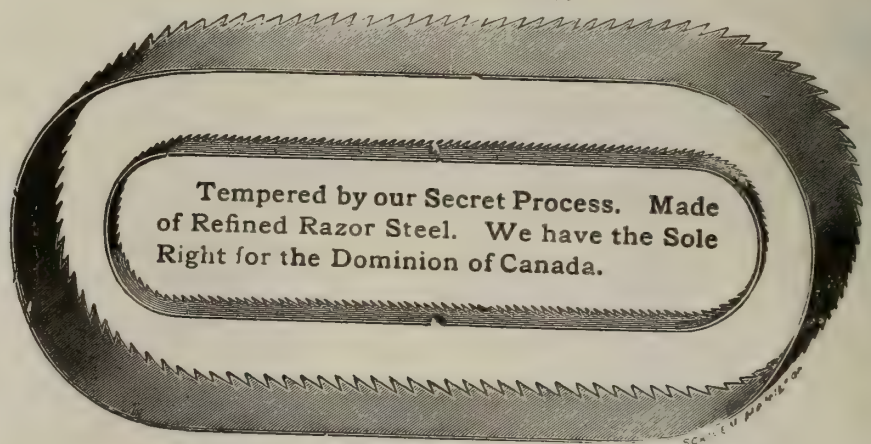 Tempered by our Secret Process. Made
of Refined Razor Steel. We have the Sole
Right for the Dominion of Canada.